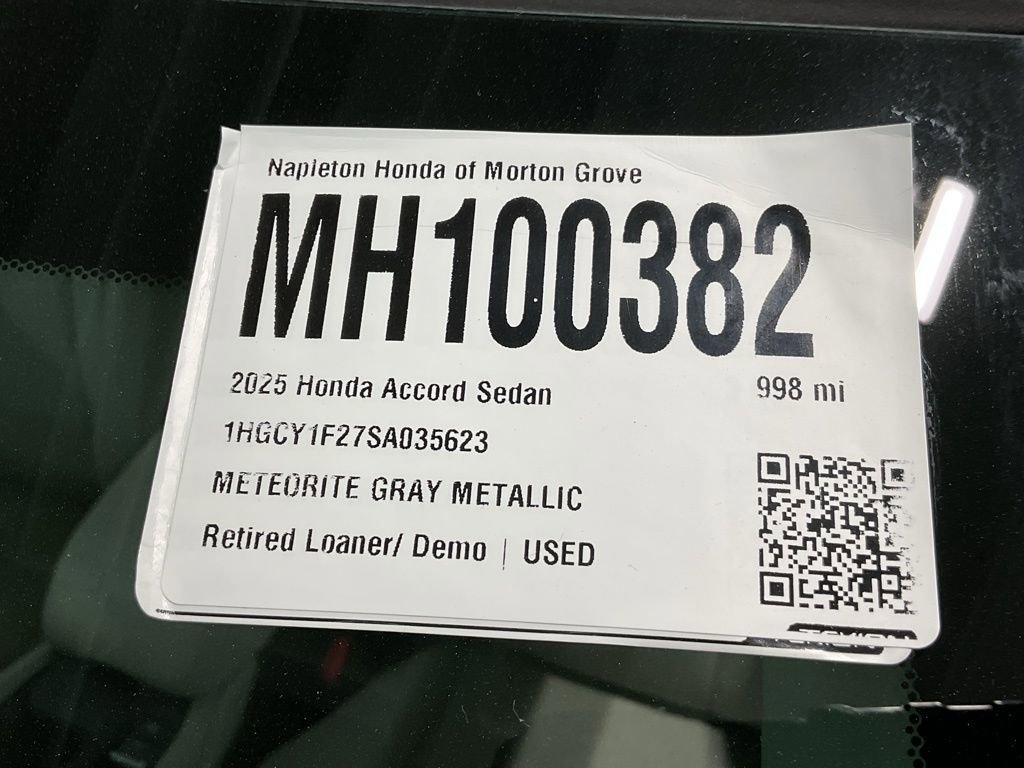 Napleton Honda of Morton Grove
MH100382
2025 Honda Accord Sedan
998 mi
1HGCY1F27SA035623
METEORITE GRAY METALLIC
Retired Loaner/ Demo | USED